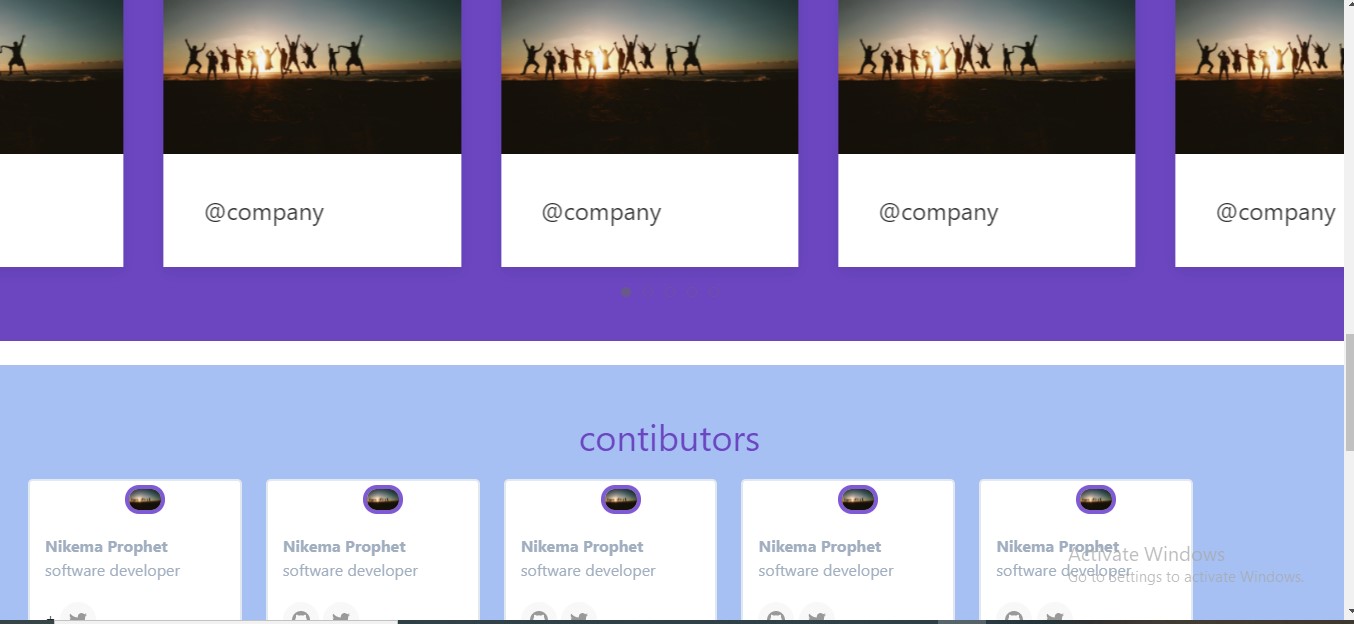 @company @company @company @company
contibutors
Nikema Prophet Nikema Prophet Nikema Prophet Nikema Prophet Nikema Prophet
software developer software developer software developer software developer software developer
Activate Windows
Go to Settings to activate Windows.